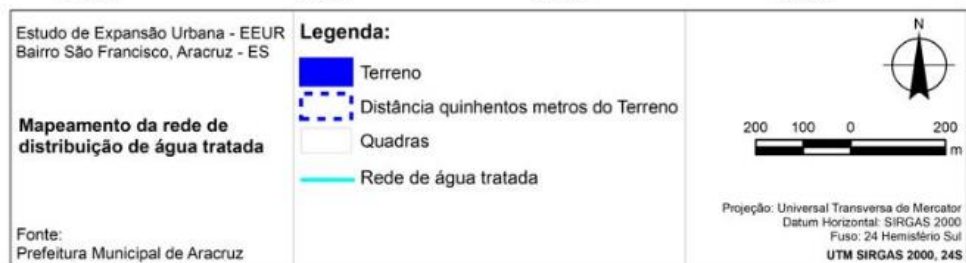 Estudo de Expansão Urbana - EEUR
Bairro São Francisco, Aracruz - ES
Mapeamento da rede de
distribuição de água tratada
Fonte:
Prefeitura Municipal de Aracruz
Legenda:
Terreno
Distância quinhentos metros do Terreno
Quadras
Rede de água tratada
N
200 100 0 200
m
Projeção: Universal Transversa de Mercator
Datum Horizontal: SIRGAS 2000
Fuso: 24 Hemisfério Sul
UTM SIRGAS 2000, 24S